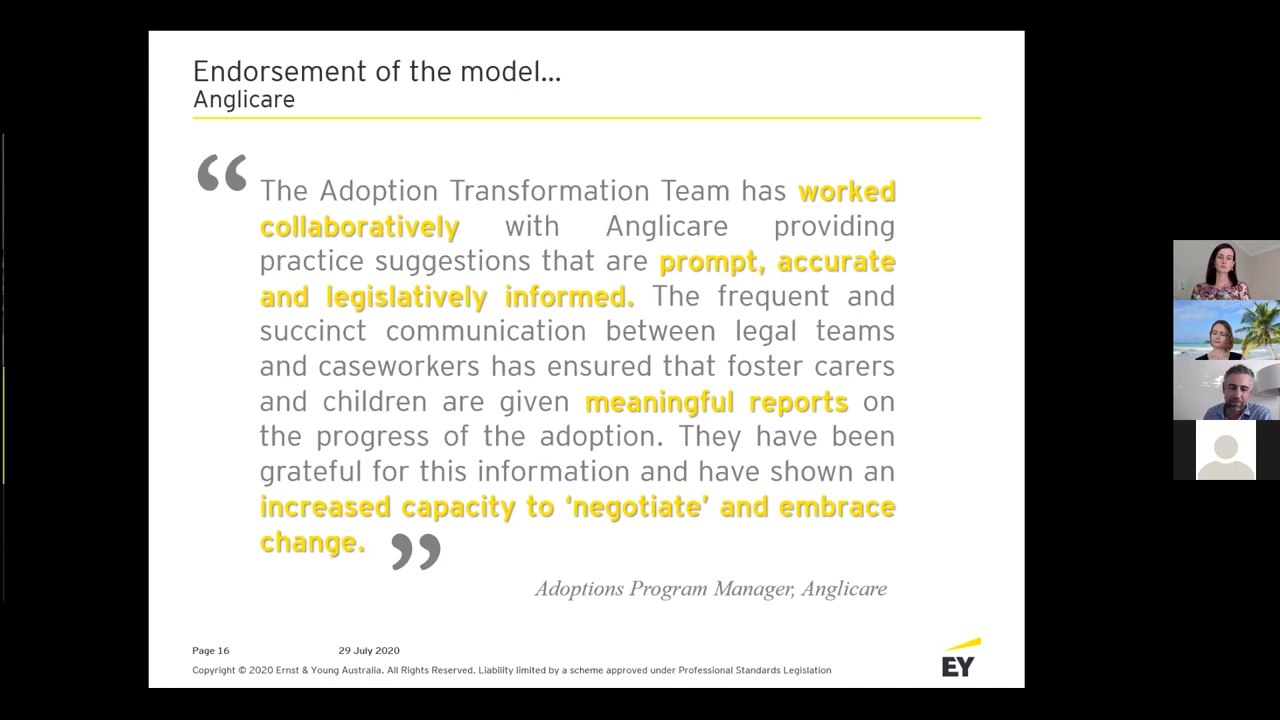 Endorsement of the model...
Anglicare
“ The Adoption Transformation Team has worked
collaboratively with Anglicare providing
practice suggestions that are prompt, accurate
and legislatively informed. The frequent and
succinct communication between legal teams
and caseworkers has ensured that foster carers
and children are given meaningful reports on
the progress of the adoption. They have been
grateful for this information and have shown an
increased capacity to ‘negotiate’ and embrace
change. ”
Adoptions Program Manager, Anglicare
Page 16 29 July 2020
Copyright © 2020 Ernst & Young Australia. All Rights Reserved. Liability limited by a scheme approved under Professional Standards Legislation
EY